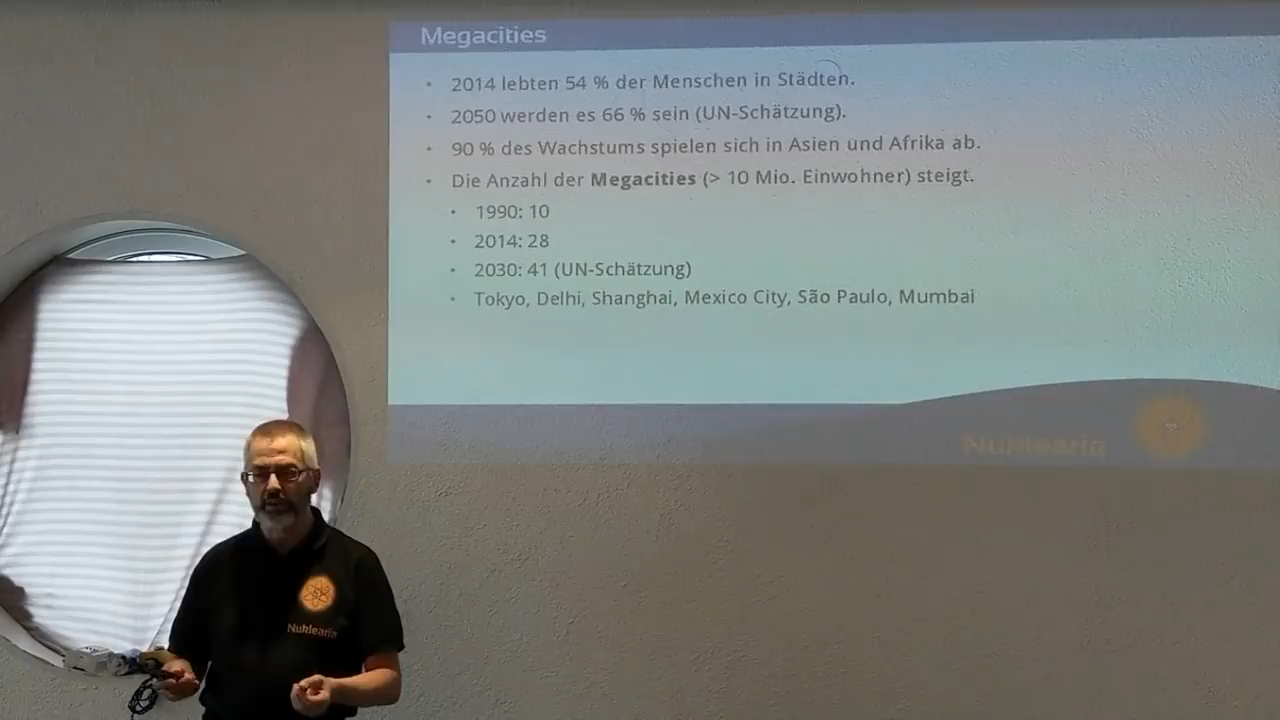 Megacities
• 2014 lebten 54 % der Menschen in Städten.
• 2050 werden es 66 % sein (UN-Schätzung).
• 90 % des Wachstums spielen sich in Asien und Afrika ab.
• Die Anzahl der Megacities (> 10 Mio. Einwohner) steigt.
• 1990: 10
• 2014: 28
• 2030: 41 (UN-Schätzung)
• Tokyo, Delhi, Shanghai, Mexico City, São Paulo, Mumbai
Nuklearia
Nuklearia